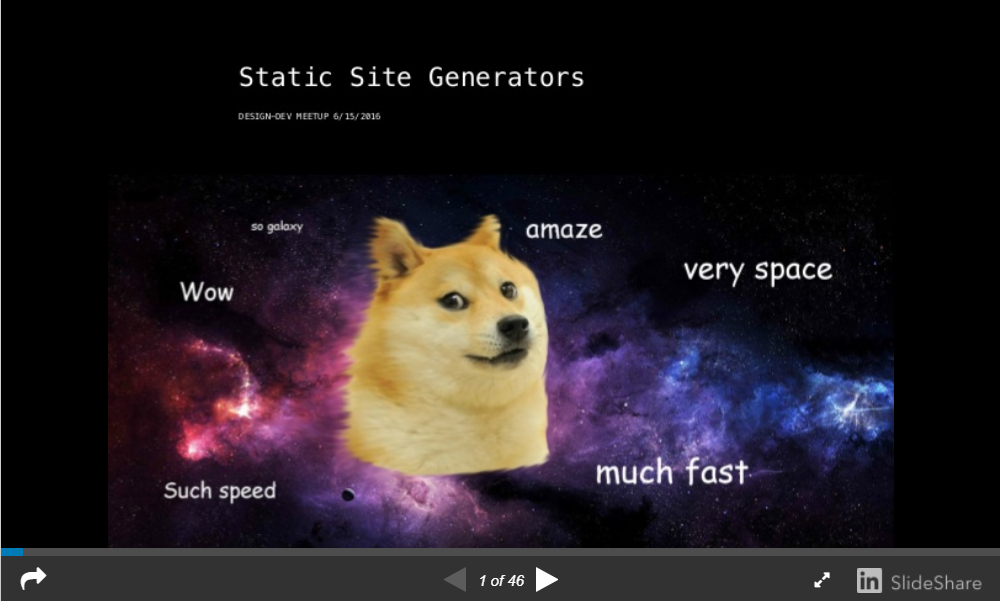 Static Site Generators
DESIGN-DEV MEETUP 6/15/2016
so galaxy
amaze
very space
Wow
much fast
Such speed
1 of 46
in SlideShare